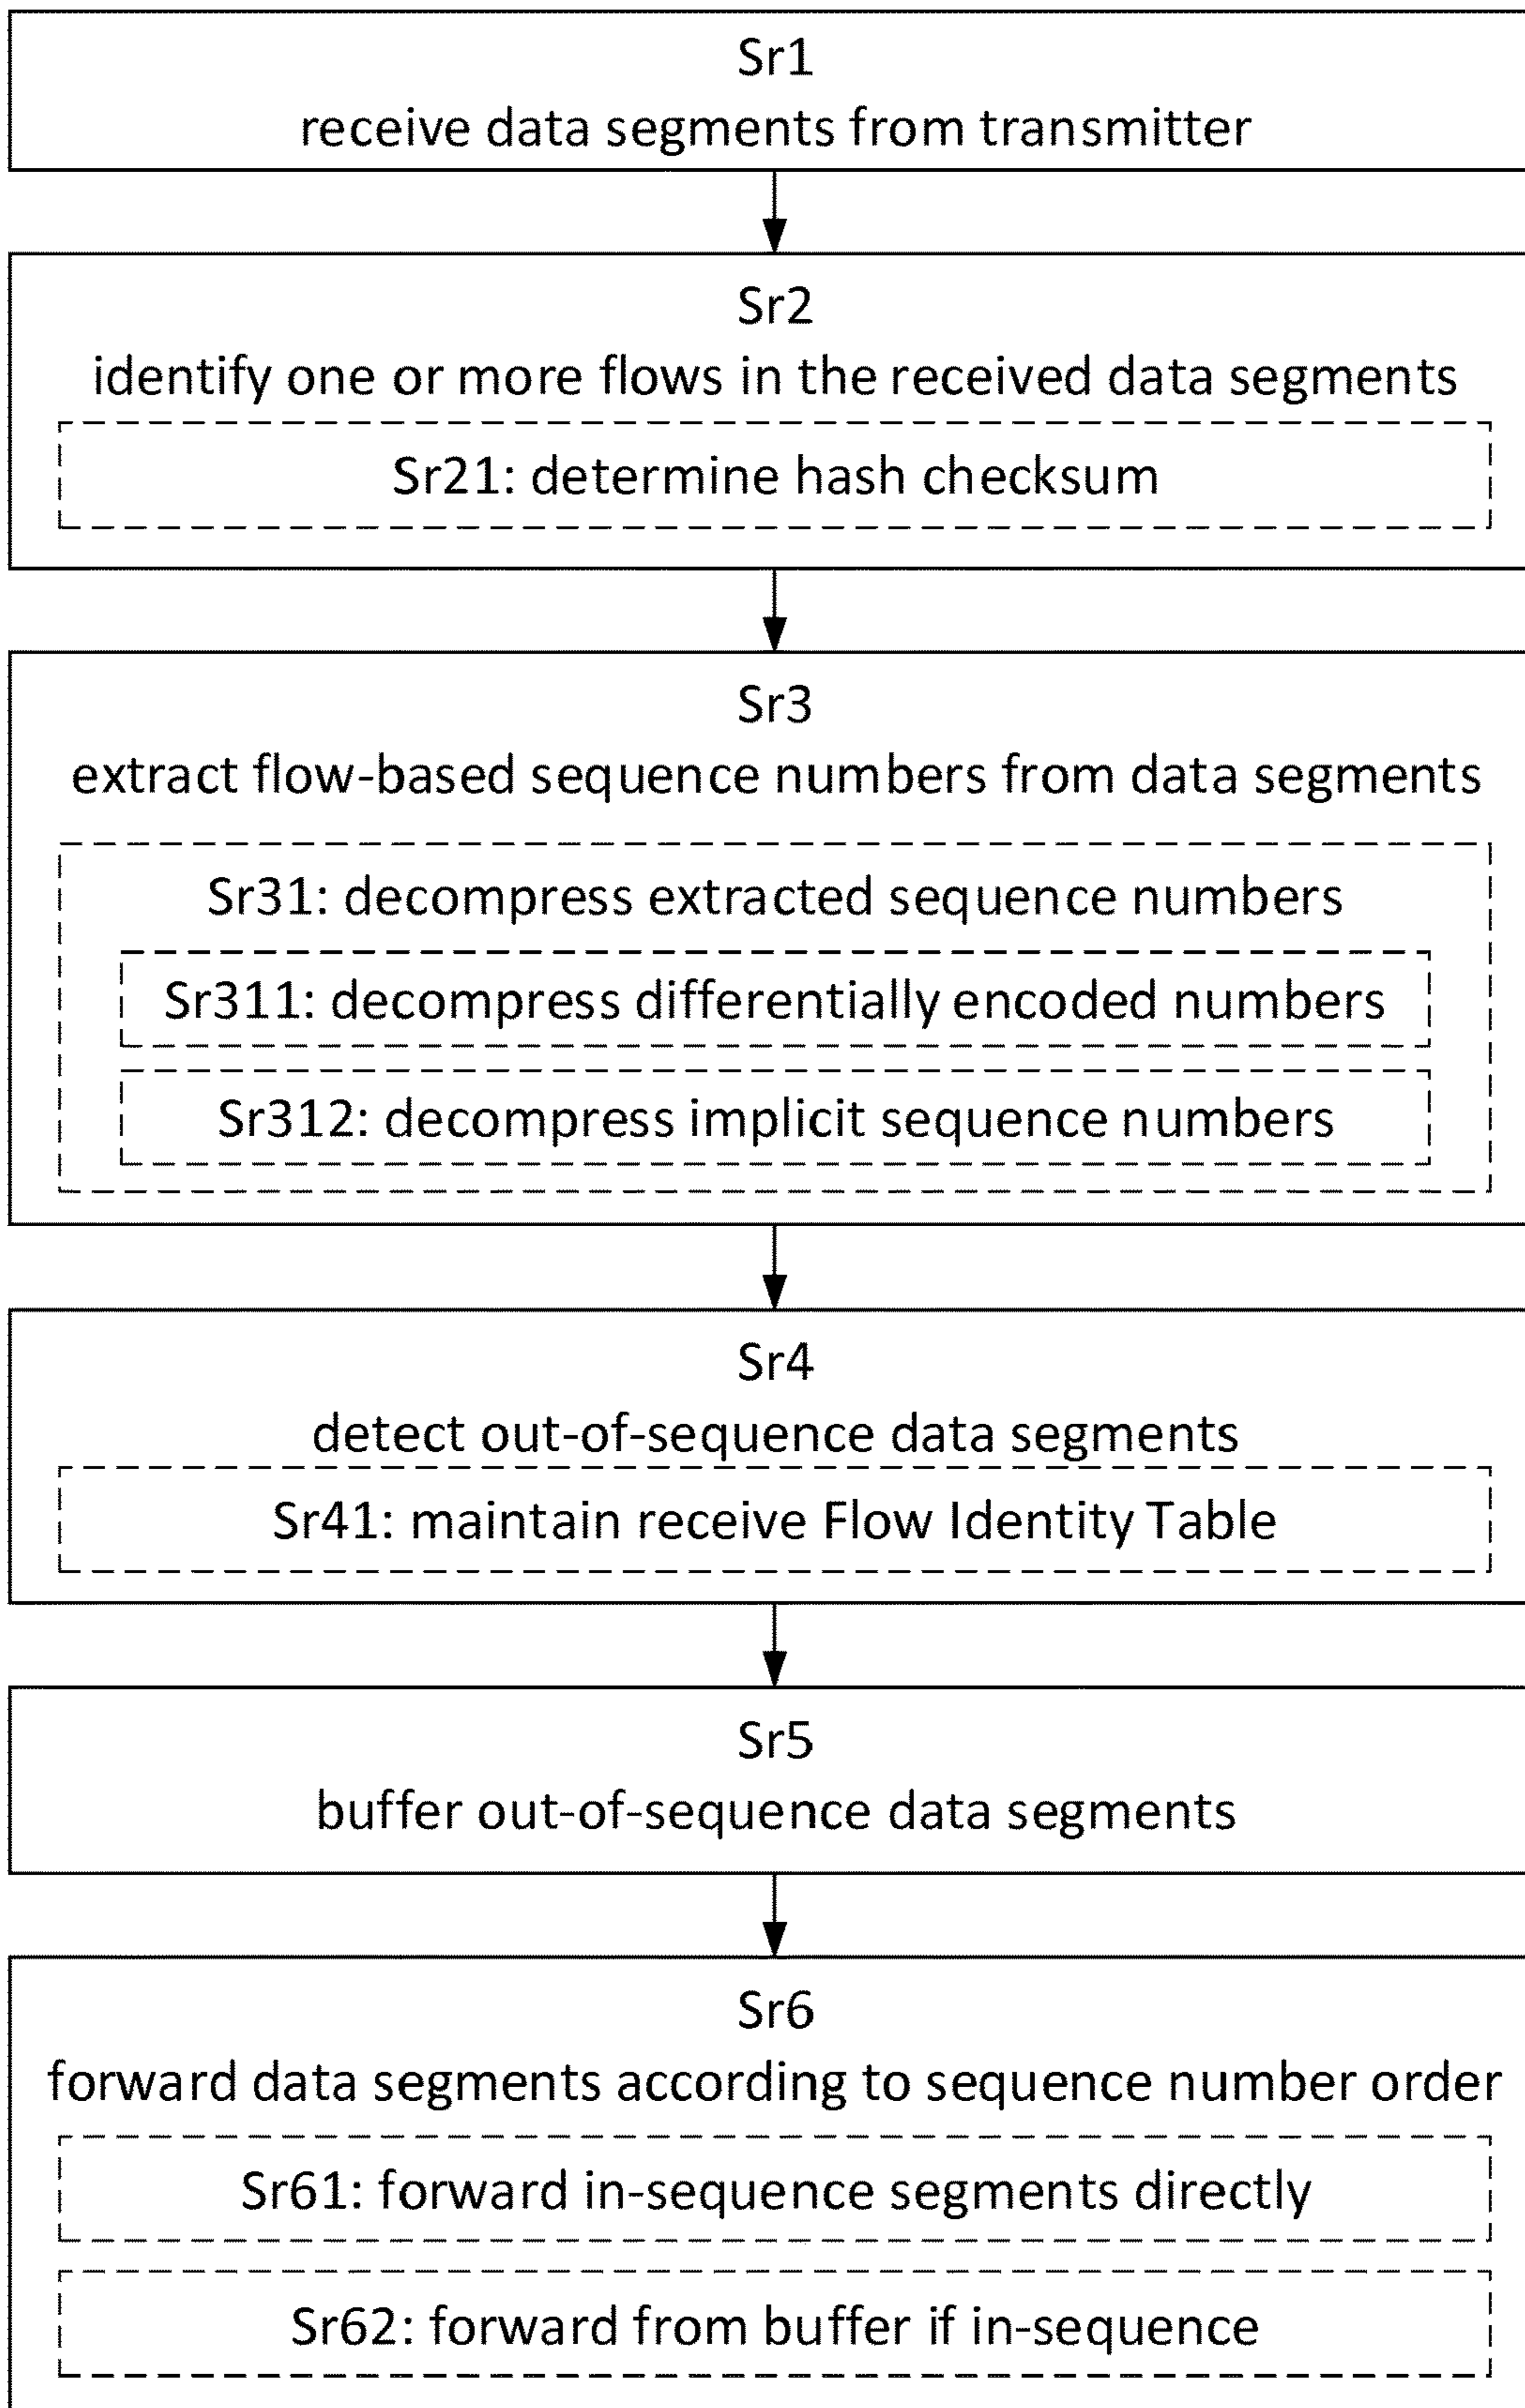 Sr1
receive data segments from transmitter
Sr2
identify one or more flows in the received data segments
Sr21: determine hash checksum
Sr3
extract flow-based sequence numbers from data segments
Sr31: decompress extracted sequence numbers
Sr311: decompress differentially encoded numbers
Sr312: decompress implicit sequence numbers
Sr4
detect out-of-sequence data segments
Sr41: maintain receive Flow Identity Table
Sr5
buffer out-of-sequence data segments
Sr6
forward data segments according to sequence number order
Sr61: forward in-sequence segments directly
Sr62: forward from buffer if in-sequence